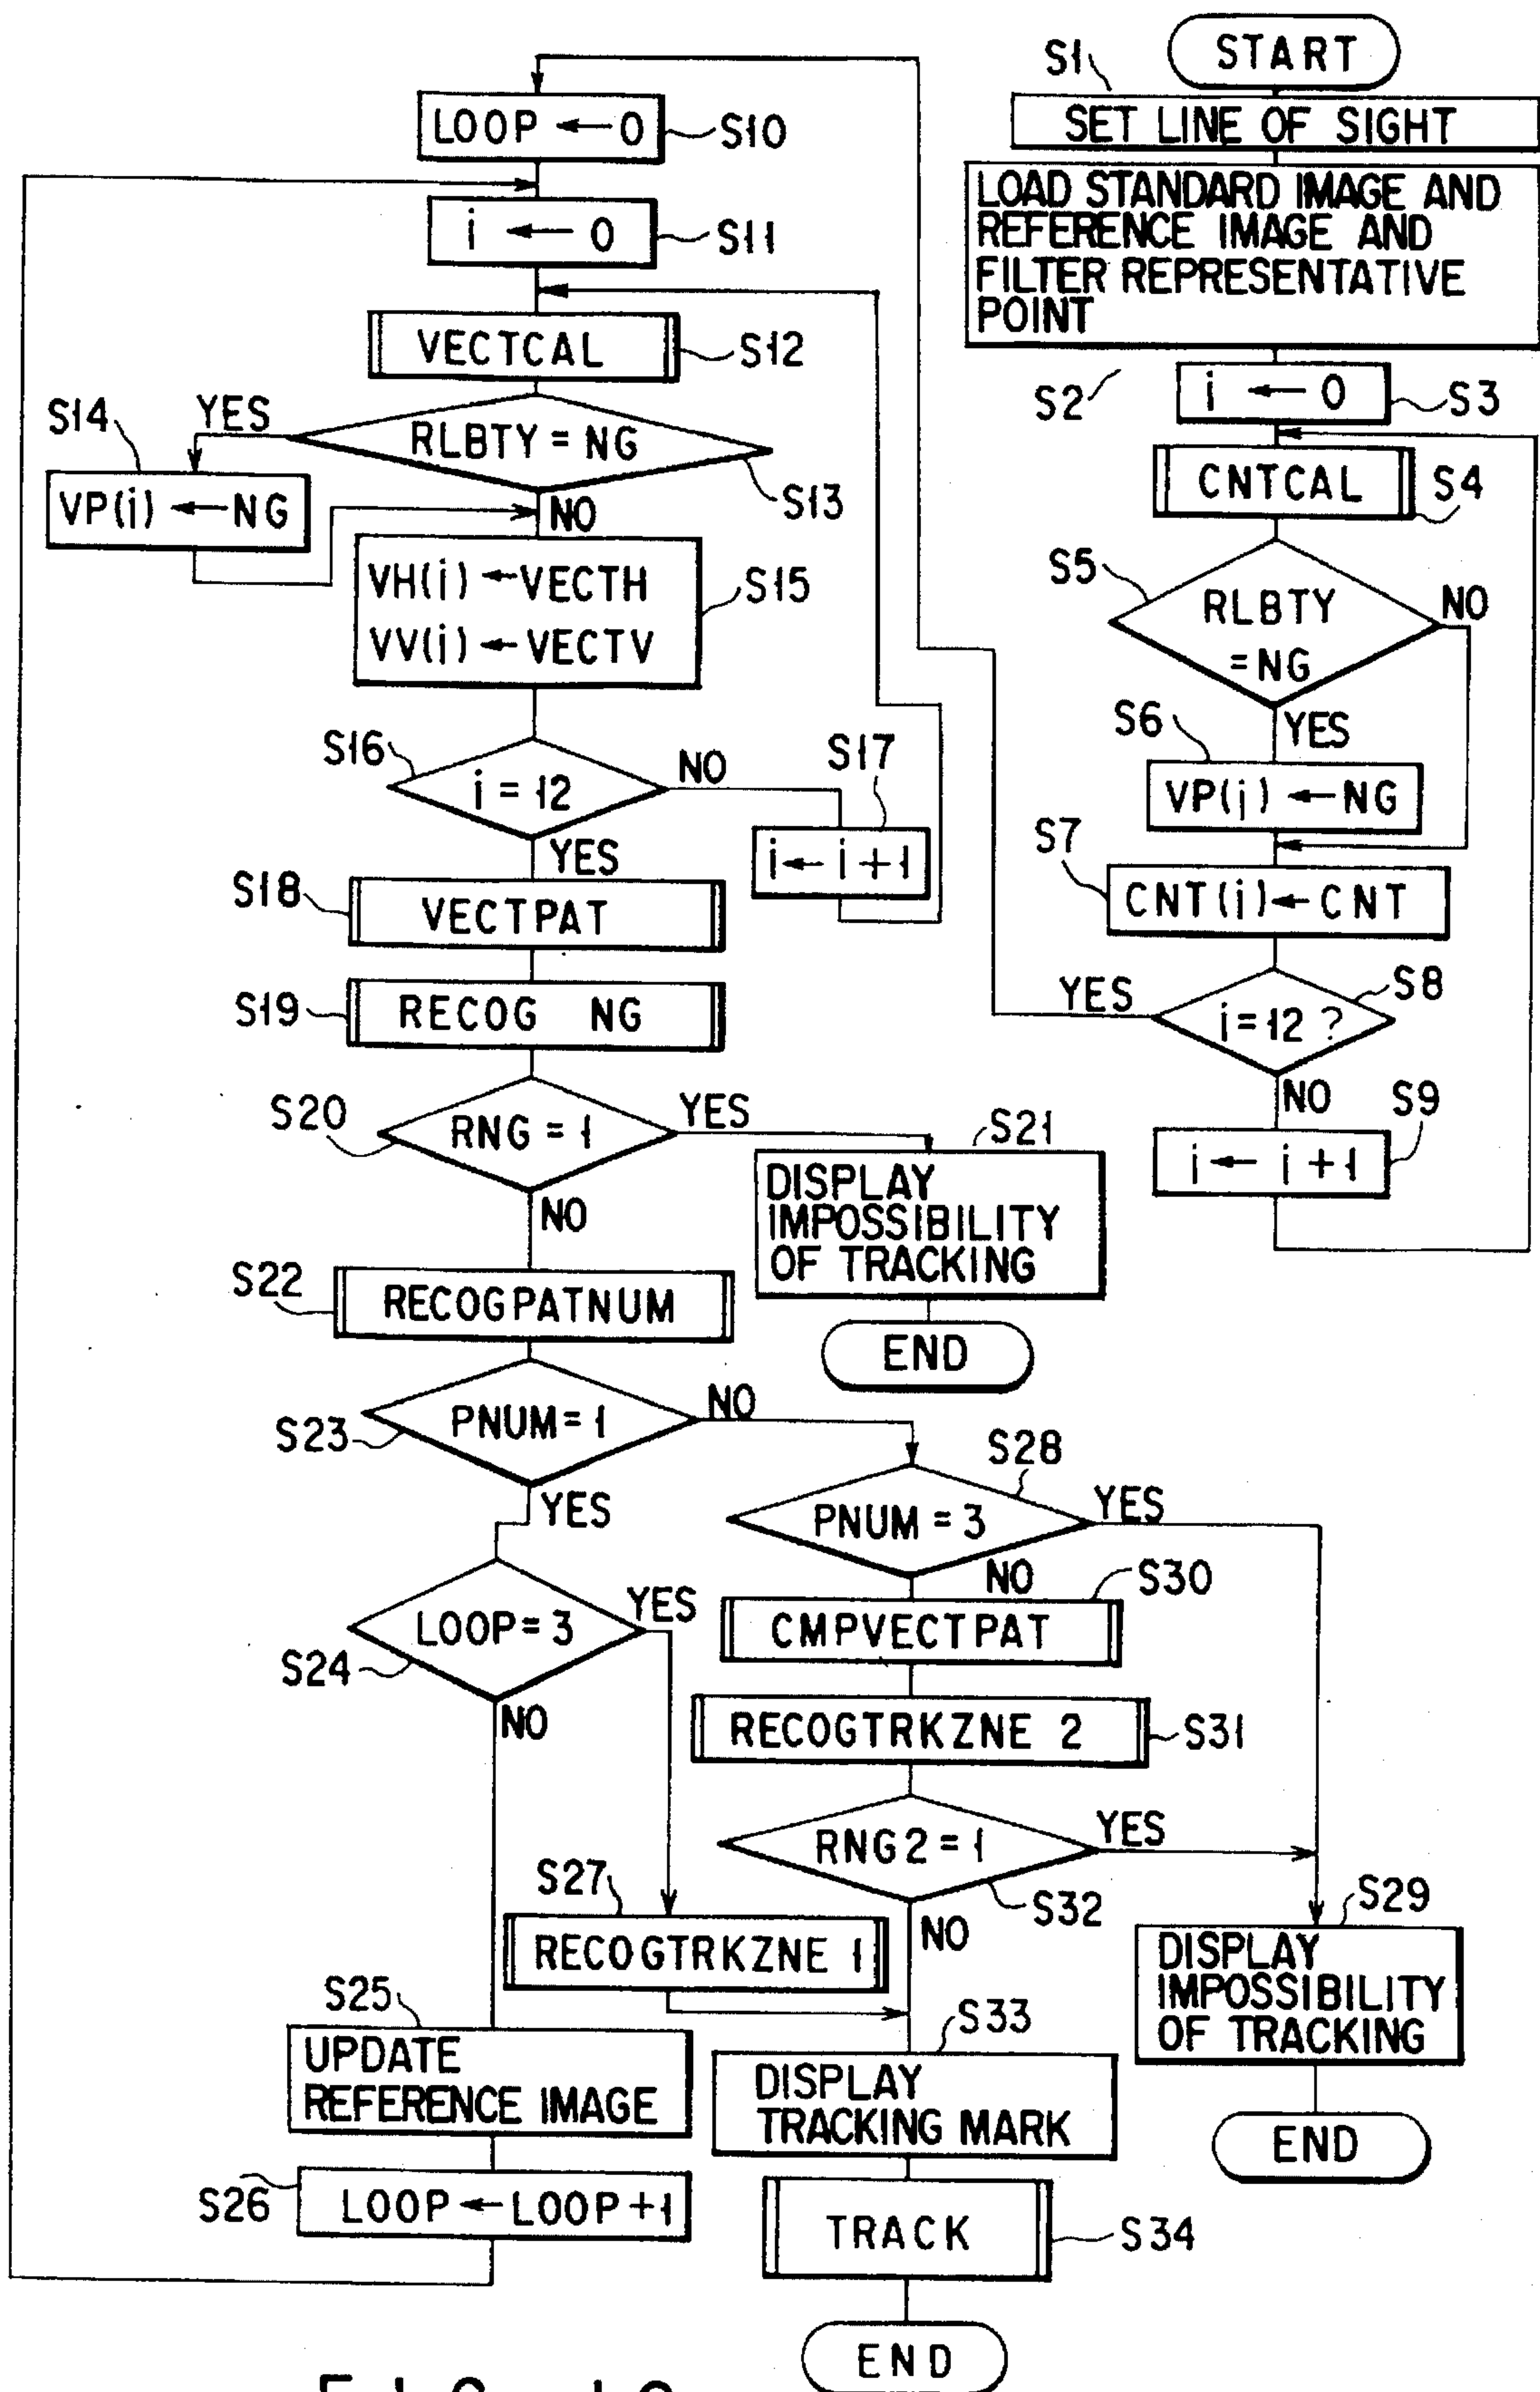 START
S1
SET LINE OF SIGHT
LOAD STANDARD IMAGE AND
REFERENCE IMAGE AND
FILTER REPRESENTATIVE
POINT
S2
i ← 0
S3
CNTCAL
S4
S5
RLBTY
=NG
NO
YES
S6
VP(i) ← NG
S7
CNT(i) ← CNT
S8
i=12 ?
YES
NO
S9
i ← i +1
LOOP ← 0
S10
i ← 0
S11
VECTCAL
S12
RLBTY = NG
S13
YES
NO
S14
VP(i) ← NG
VH(i) ← VECTH
VV(i) ← VECTV
S15
S16
i = 12
NO
YES
S17
i ← i +1
S18
VECTPAT
S19
RECOG NG
S20
RNG = 1
YES
NO
S21
DISPLAY
IMPOSSIBILITY
OF TRACKING
END
S22
RECOGPATNUM
S23
PNUM = 1
NO
YES
S24
LOOP = 3
YES
NO
S28
PNUM = 3
YES
NO
S30
CMPVECTPAT
RECOGTRKZNE 2
S31
RNG2 = 1
YES
S32
NO
S27
RECOGTRKZNE 1
S29
DISPLAY
IMPOSSIBILITY
OF TRACKING
END
S25
UPDATE
REFERENCE IMAGE
S26
LOOP ← LOOP +1
S33
DISPLAY
TRACKING MARK
TRACK
S34
END